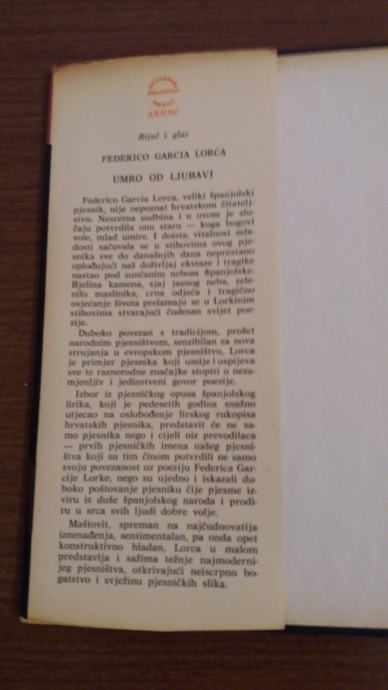 ARION
Riječ i glas
FEDERICO GARCIA LORCA
UMRO OD LJUBAVI
Federico Garcia Lorca, veliki španjolski
pjesnik, nije nepoznat hrvatskom čitatelj-
stvu. Nesretna sudbina i u ovom je slu-
čaju potvrdila onu staru — koga bogovi
vole, mlad umire. I doista, vitalnost mla-
dosti sačuvala se u stihovima ovog pje-
snika sve do današnjih dana neprestano
oplođujući naš doživljaj ekstaze i tragike
nastao pod sunčanim nebom španjolske.
Bjelina kamena, sjaj jasnog neba, zele-
nilo maslinika, crna odjeća i tragično
osjećanje života prelamaju se u Lorkinim
stihovima stvarajući čudesan svijet poe-
zije.
Duboko povezan s tradicijom, prožet
narodnim pjesništvom, senzibilan za nova
strujanja u evropskom pjesništvu, Lorca
je primjer pjesnika koji umije i uspijeva
sve te raznorodne značajke stopiti u neza-
mjenljiv i jedinstveni govor poezije.
Izbor iz pjesničkog opusa španjolskog
lirika, koji je pedesetih godina snažno
utjecao na oslobođenje lirskog rukopisa
hrvatskih pjesnika, predstavit će ne sa-
mo pjesnika nego i cijeli niz prevodilaca
— prvih pjesničkih imena našeg pjesni-
štva koji su tim činom potvrdili ne samo
svoju povezanost uz poeziju Federica Gar-
cije Lorke, nego su ujedno i iskazali du-
boko poštovanje pjesniku čije pjesme iz-
viru iz duše španjolskog naroda i prodi-
ru u srca svih ljudi dobre volje.
Maštovit, spreman na najčudnovatija
iznenađenja, sentimentalan, pa onda opet
konstruktivno hladan, Lorca u malom
predstavlja i sažima težnje najmoderni-
jeg pjesništva, otkrivajući neiscrpno bo-
gatstvo i svježinu pjesničkih slika.